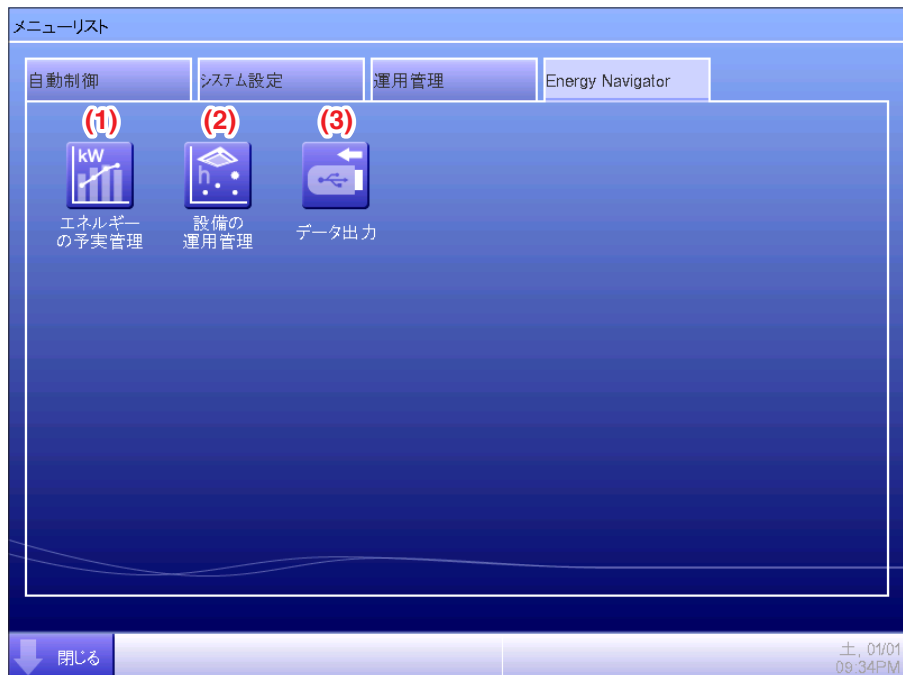 メニューリスト
自動制御 システム設定 運用管理 Energy Navigator
(1) (2) (3)
kW h
エネルギー
の予実管理
設備の
運用管理
データ出力
閉じる
土, 01/01
09:34PM